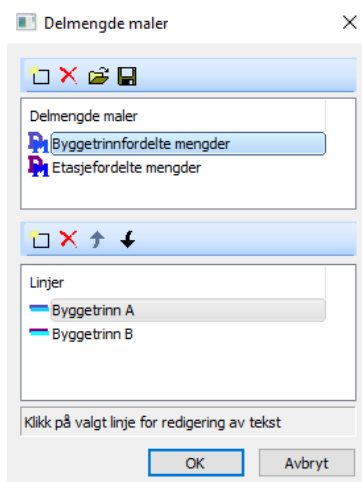 Delmengde maler
Delmengde maler
Byggetrinnfordelte mengder
Etasjefordelte mengder
Linjer
Byggetrinn A
Byggetrinn B
Klikk på valgt linje for redigering av tekst
OK Avbryt